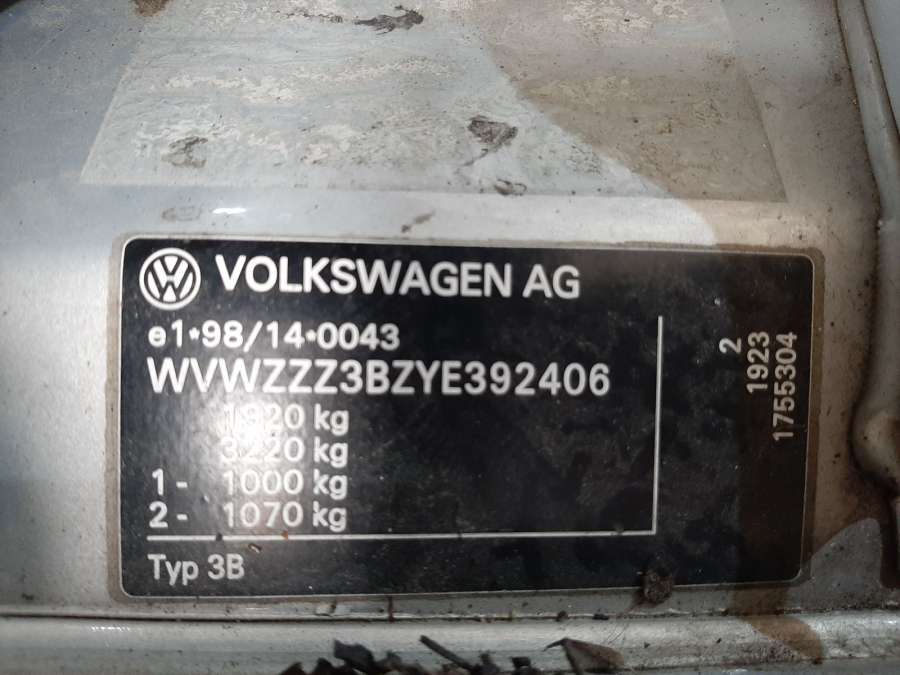 VOLKSWAGEN AG
e1*98/14*0043
WVWZZZ3BZYE392406
1920 kg
3220 kg
1- 1000 kg
2- 1070 kg
Typ 3B
2
1923
1755304